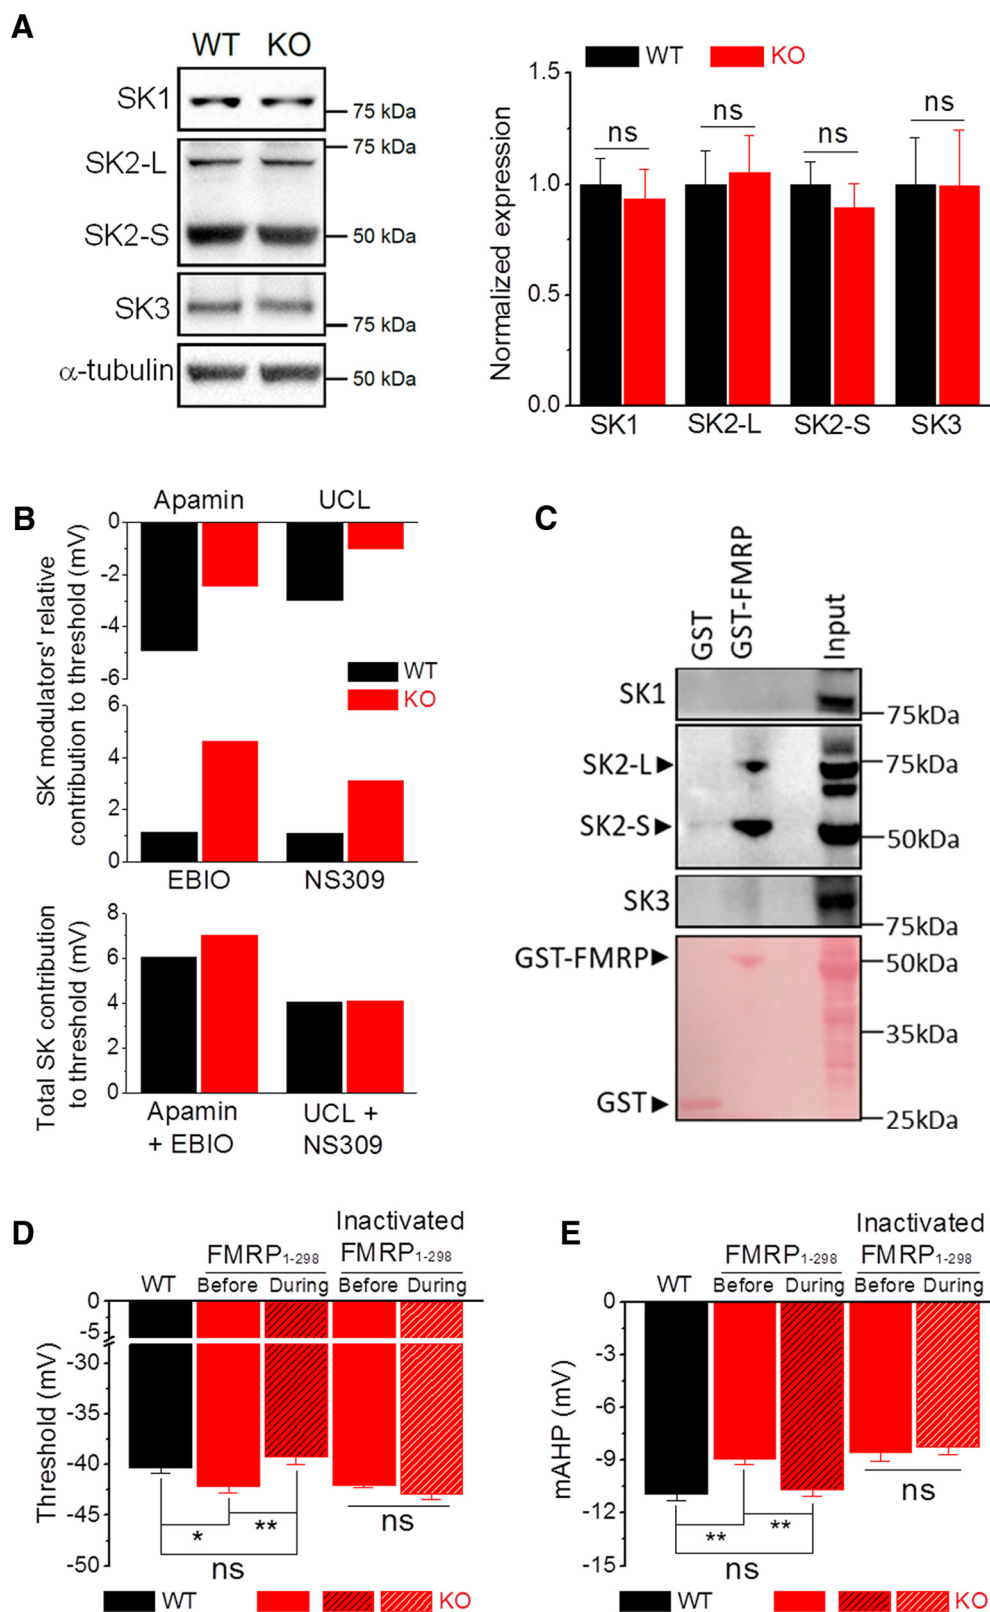 A
WT KO
SK1
75 kDa
75 kDa
SK2-L
SK2-S
50 kDa
SK3
75 kDa
α-tubulin
50 kDa
WT KO
Normalized expression
1.5
1.0
0.5
0.0
ns
ns
ns
ns
SK1 SK2-L SK2-S SK3
B
Apamin UCL
SK modulators' relative
contribution to threshold (mV)
0
-2
-4
-6
WT
KO
6
4
2
0
EBIO NS309
Total SK contribution
to threshold (mV)
8
6
4
2
0
Apamin
+ EBIO
UCL +
NS309
C
GST
GST-FMRP
Input
SK1
75kDa
SK2-L
75kDa
SK2-S
50kDa
SK3
75kDa
GST-FMRP
50kDa
35kDa
GST
25kDa
D
Inactivated
FMRP1-298 FMRP1-298
WT Before During Before During
Threshold (mV)
0
-5
-30
-35
-40
-45
-50
*
**
ns
ns
WT KO
E
Inactivated
FMRP1-298 FMRP1-298
WT Before During Before During
mAHP (mV)
0
-3
-6
-9
-12
-15
**
**
ns
ns
WT KO